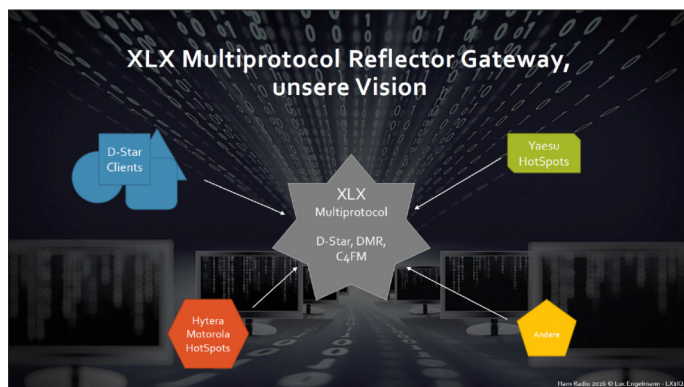 XLX Multiprotocol Reflector Gateway,
unsere Vision
D-Star
Clients
Yaesu
HotSpots
XLX
Multiprotocol
D-Star, DMR,
C4FM
Hytera
Motorola
HotSpots
Andere
Ham Radio 2016 © Luc Engelmann -